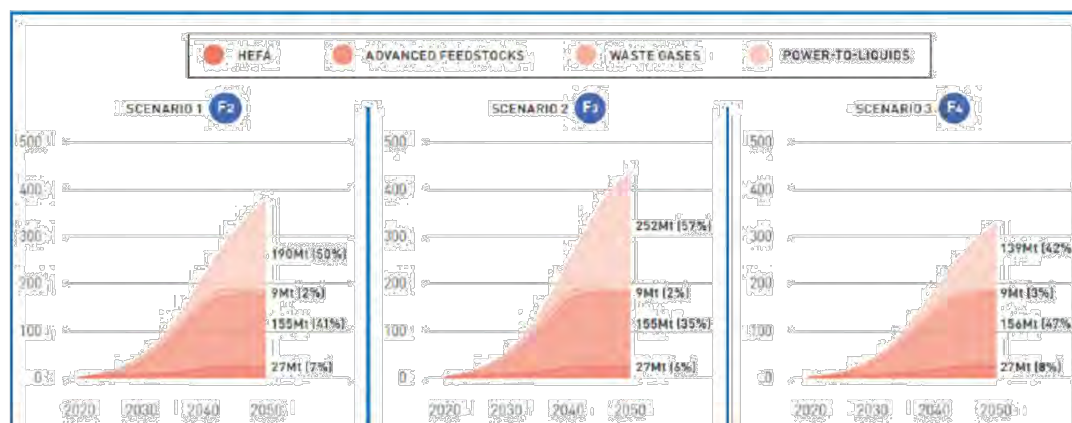 HEFA ADVANCED FEEDSTOCKS WASTE GASES POWER-TO-LIQUIDS
SCENARIO 1 F2
500
400
300
200
100
0
190Mt (50%)
9Mt (2%)
155Mt (41%)
27Mt (7%)
2020 2030 2040 2050
SCENARIO 2 F3
500
400
300
200
100
0
252Mt (57%)
9Mt (2%)
155Mt (35%)
27Mt (6%)
2020 2030 2040 2050
SCENARIO 3 F4
500
400
300
200
100
0
139Mt (42%
9Mt (3%)
156Mt (47%
27Mt (8%)
2020 2030 2040 2050